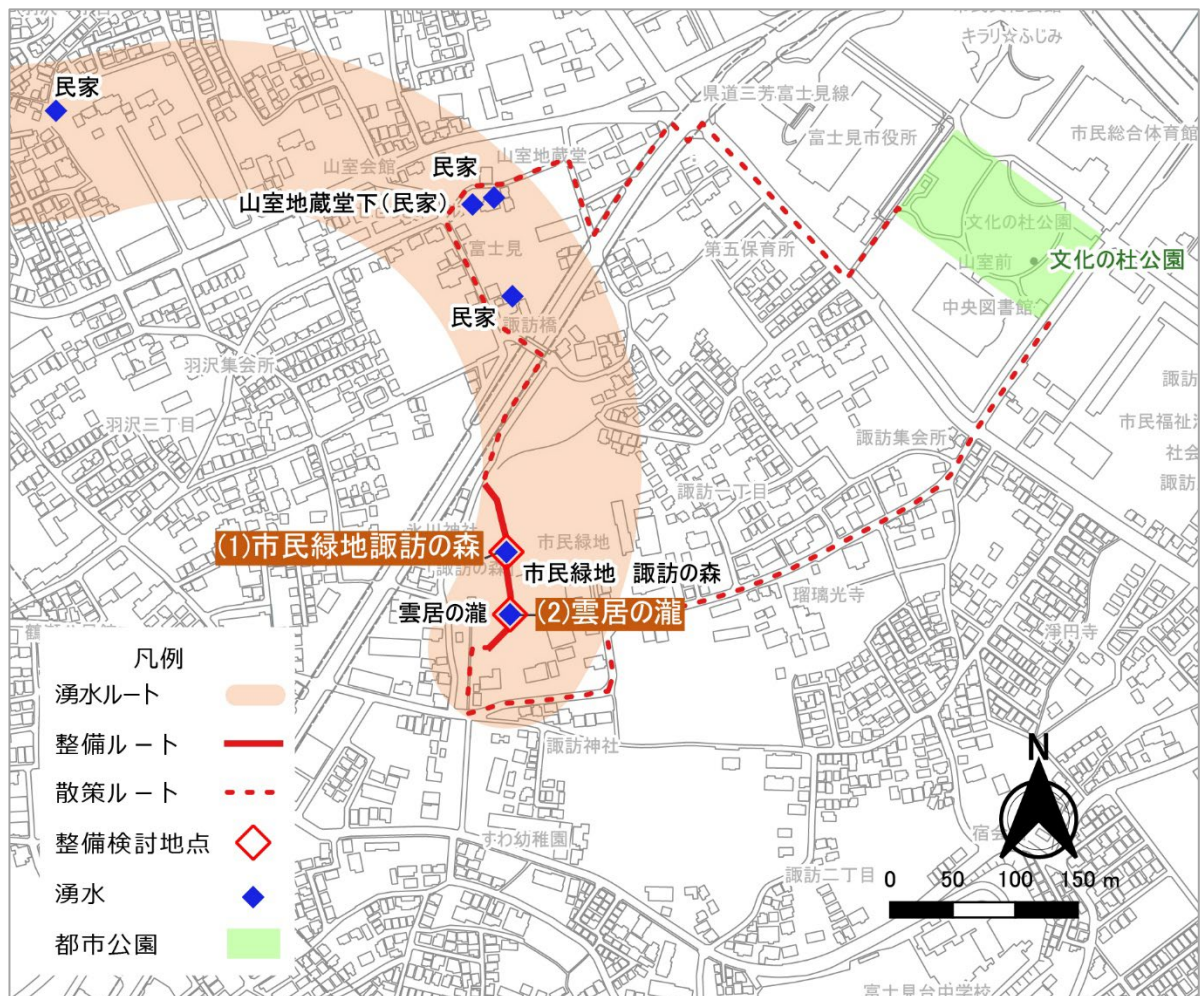 キラリ☆ふじみ
民家
県道三芳富士見線
富士見市役所
市民総合体育館
山室地蔵堂
山室会館
民家
山室地蔵堂下(民家)
富士見
第五保育所
文化の杜公園
山室前
文化の杜公園
中央図書館
民家
諏訪橋
羽沢集会所
諏訪
羽沢三丁目
市民福祉
諏訪集会所
社会
諏訪
諏訪一丁目
氷川神社
市民緑地
(1)市民緑地諏訪の森
諏訪の森
市民緑地 諏訪の森
瑠璃光寺
雲居の瀧
(2)雲居の瀧
浄円寺
凡例
湧水ルート
整備ルート
散策ルート
整備検討地点
湧水
都市公園
諏訪神社
N
すわ幼稚園
諏訪二丁目
0 50 100 150 m
富士見台中学校